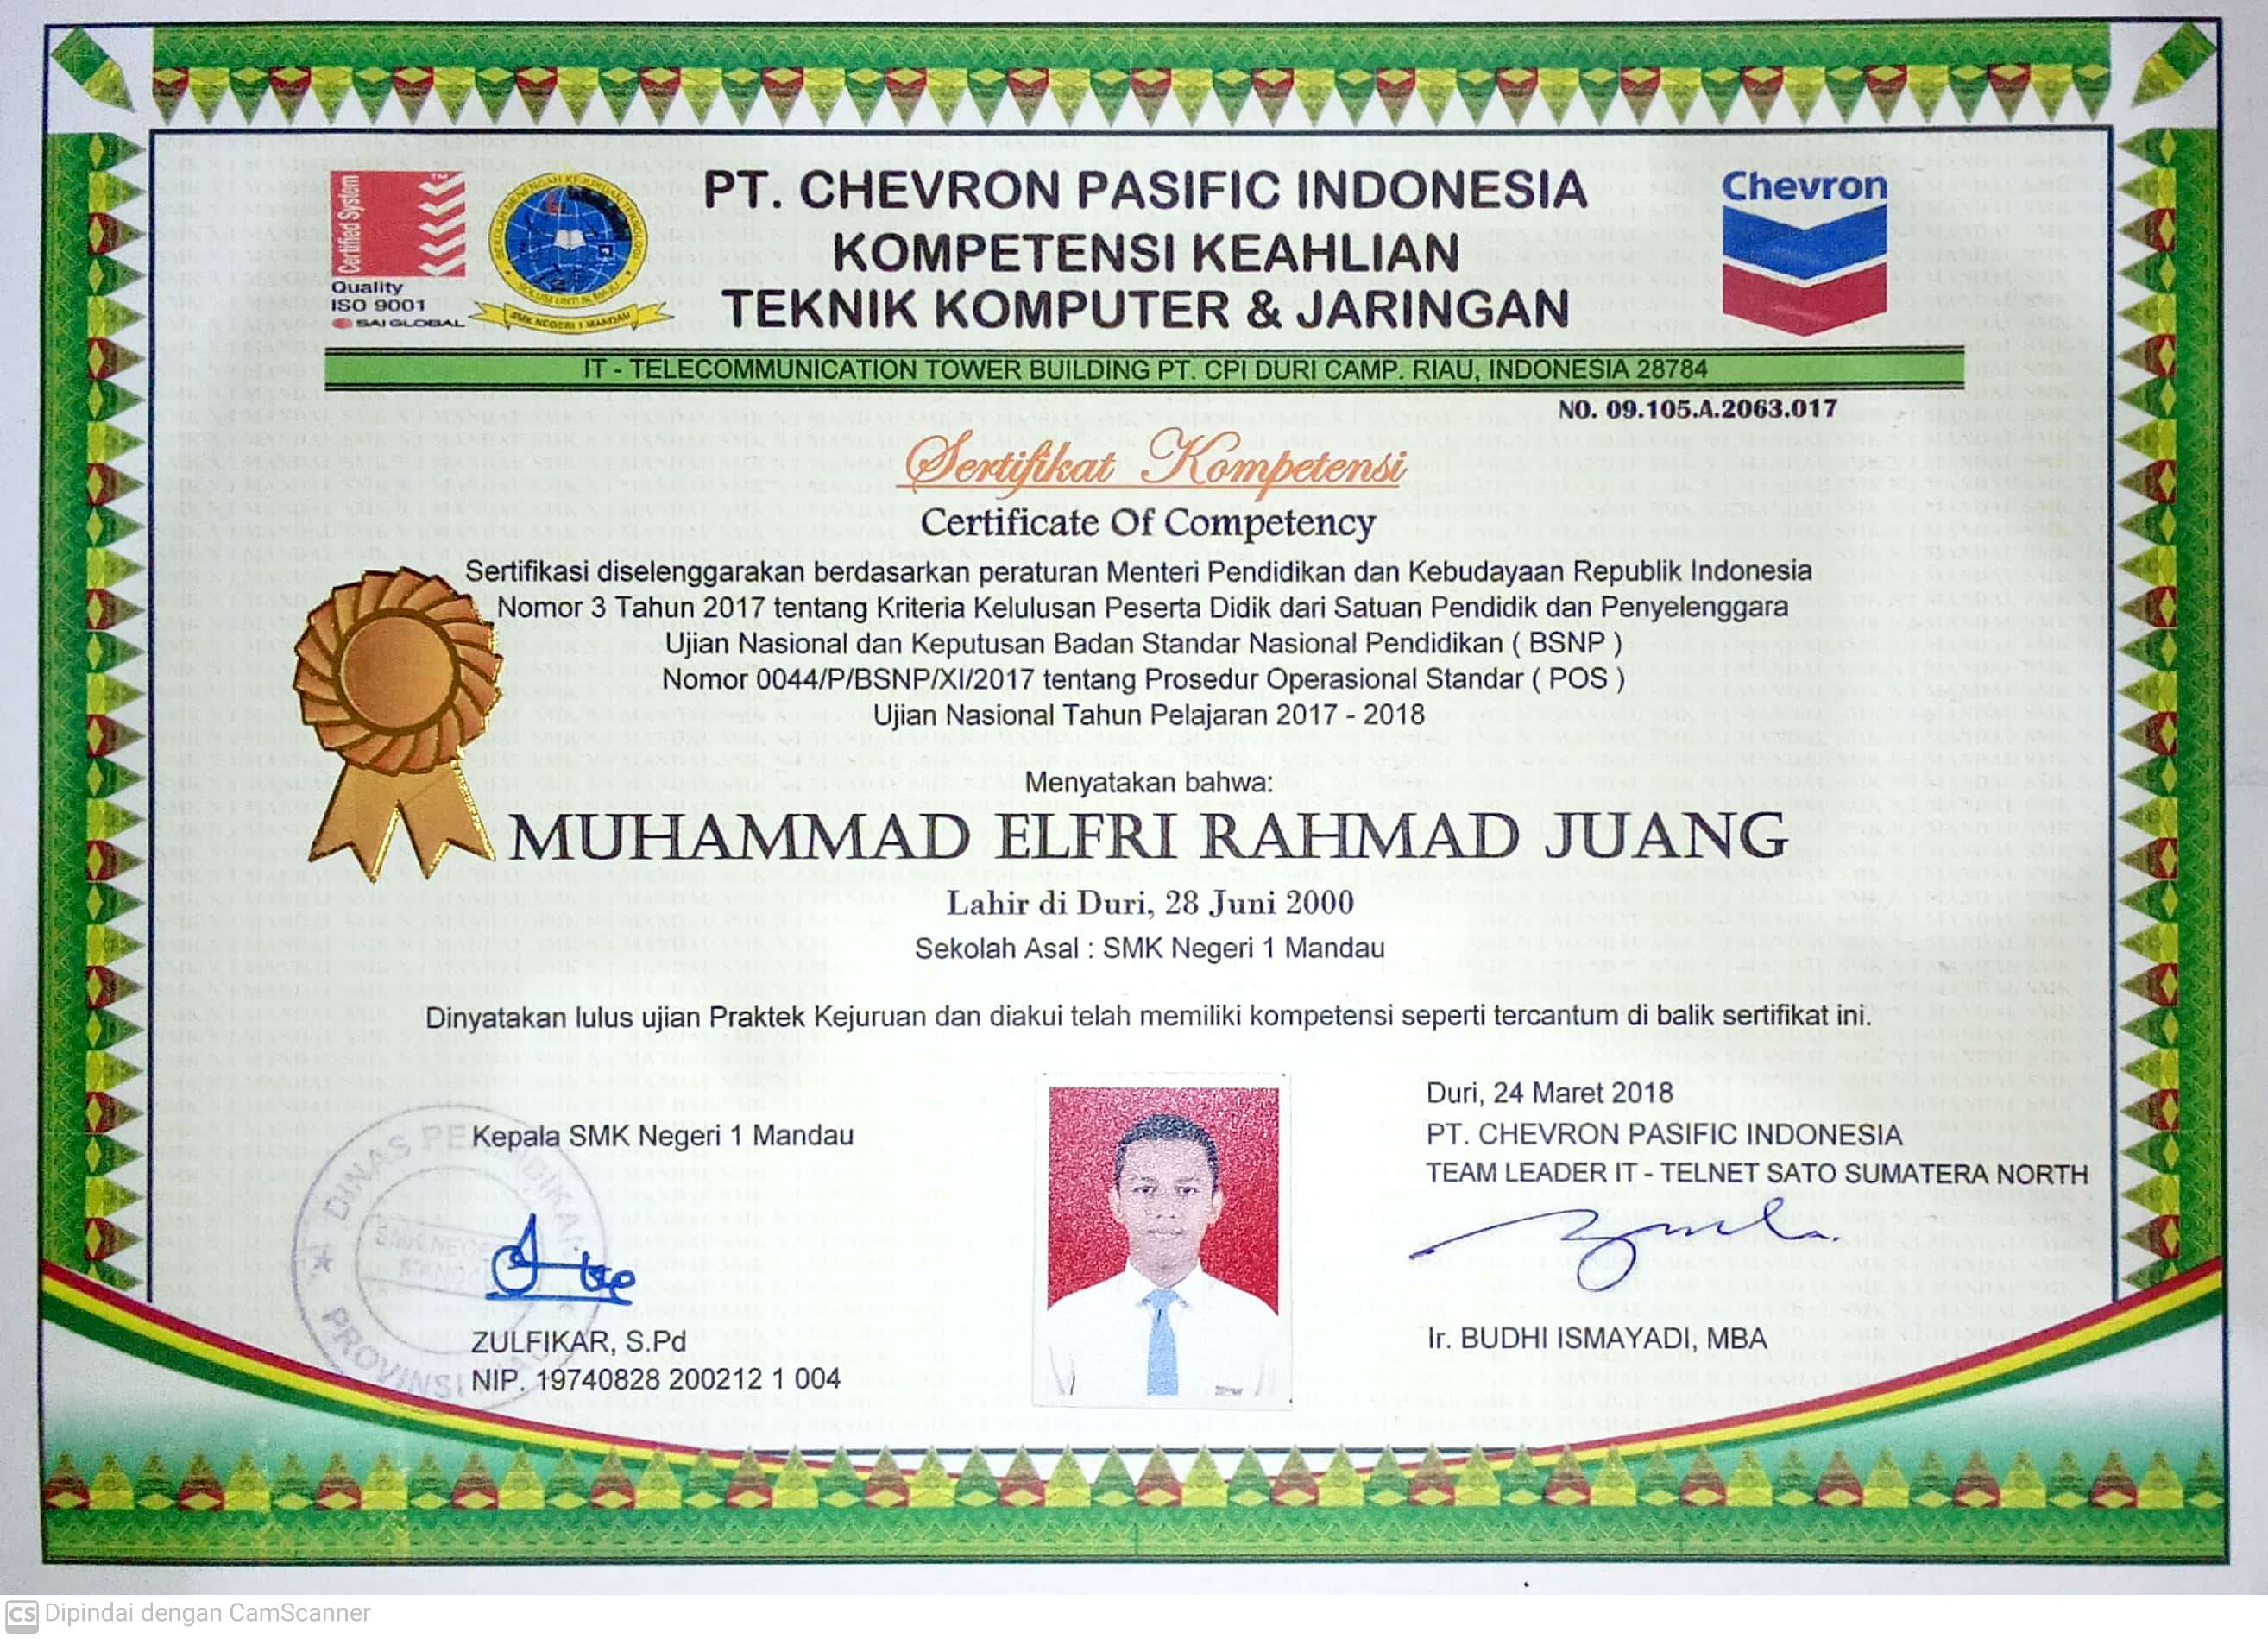 PT. CHEVRON PASIFIC INDONESIA
KOMPETENSI KEAHLIAN
TEKNIK KOMPUTER & JARINGAN
Certified System
Quality
ISO 9001
SAI GLOBAL
SMK NEGERI 1 MANDAU
Chevron
IT - TELECOMMUNICATION TOWER BUILDING PT. CPI DURI CAMP. RIAU, INDONESIA 28784
NO. 09.105.A.2063.017
Sertifikat Kompetensi
Certificate Of Competency
Sertifikasi diselenggarakan berdasarkan peraturan Menteri Pendidikan dan Kebudayaan Republik Indonesia
Nomor 3 Tahun 2017 tentang Kriteria Kelulusan Peserta Didik dari Satuan Pendidik dan Penyelenggara
Ujian Nasional dan Keputusan Badan Standar Nasional Pendidikan ( BSNP )
Nomor 0044/P/BSNP/XI/2017 tentang Prosedur Operasional Standar ( POS )
Ujian Nasional Tahun Pelajaran 2017 - 2018
Menyatakan bahwa:
MUHAMMAD ELFRI RAHMAD JUANG
Lahir di Duri, 28 Juni 2000
Sekolah Asal : SMK Negeri 1 Mandau
Dinyatakan lulus ujian Praktek Kejuruan dan diakui telah memiliki kompetensi seperti tercantum di balik sertifikat ini.
Kepala SMK Negeri 1 Mandau
DINAS
PROVINSI
ZULFIKAR, S.Pd
NIP. 19740828 200212 1 004
Duri, 24 Maret 2018
PT. CHEVRON PASIFIC INDONESIA
TEAM LEADER IT - TELNET SATO SUMATERA NORTH
Ir. BUDHI ISMAYADI, MBA
CS Dipindai dengan CamScanner